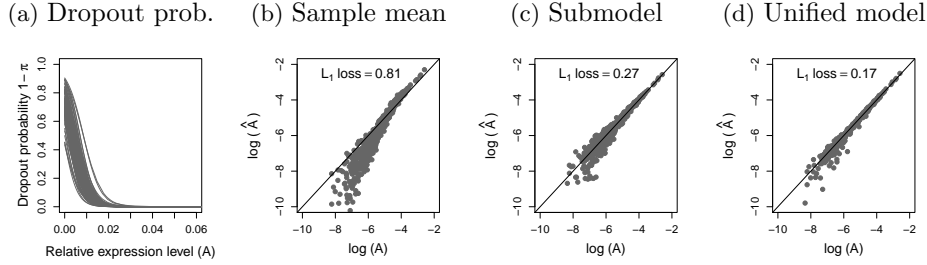 (a) Dropout prob.
(b) Sample mean
(c) Submodel
(d) Unified model
Dropout probability 1− π
1.0
0.8
0.6
0.4
0.2
0.0
0.00
0.02
0.04
0.06
Relative expression level (A)
L₁ loss = 0.81
log (Â)
−2
−4
−6
−8
−10
−10
−8
−6
−4
−2
log (A)
L₁ loss = 0.27
log (Â)
−2
−4
−6
−8
−10
−10
−8
−6
−4
−2
log (A)
L₁ loss = 0.17
log (Â)
−2
−4
−6
−8
−10
−10
−8
−6
−4
−2
log (A)